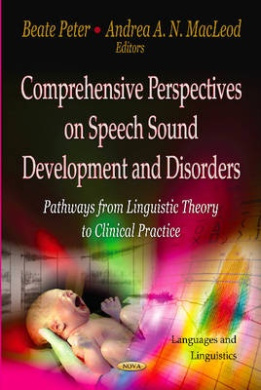 Beate Peter • Andrea A. N. MacLeod
Editors
Comprehensive Perspectives
on Speech Sound
Development and Disorders
Pathways from Linguistic Theory
to Clinical Practice
Languages and
Linguistics
NOVA